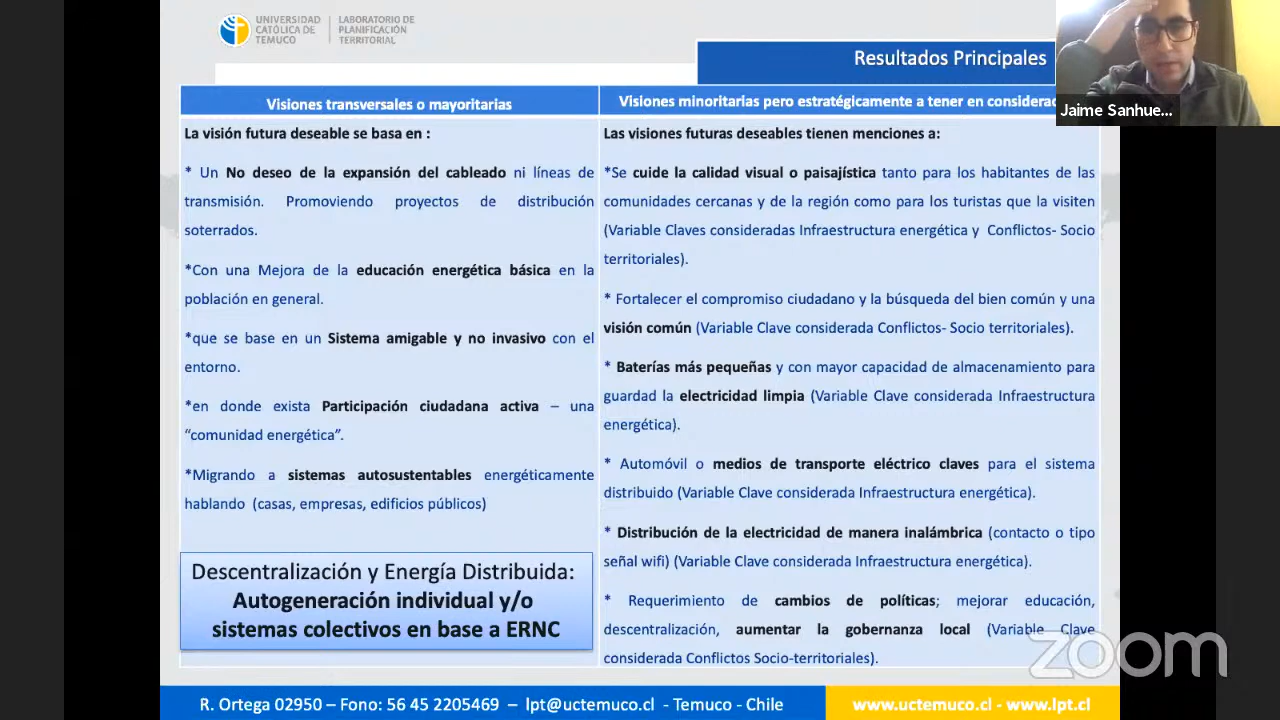 UNIVERSIDAD
CATÓLICA DE
TEMUCO
LABORATORIO DE
PLANIFICACIÓN
TERRITORIAL
Resultados Principales
Jaime Sanhue...
Visiones transversales o mayoritarias
La visión futura deseable se basa en :
* Un No deseo de la expansión del cableado ni líneas de
transmisión. Promoviendo proyectos de distribución
soterrados.
*Con una Mejora de la educación energética básica en la
población en general.
*que se base en un Sistema amigable y no invasivo con el
entorno.
*en donde exista Participación ciudadana activa – una
“comunidad energética”.
*Migrando a sistemas autosustentables energéticamente
hablando (casas, empresas, edificios públicos)
Descentralización y Energía Distribuida:
Autogeneración individual y/o
sistemas colectivos en base a ERNC
Visiones minoritarias pero estratégicamente a tener en
Las visiones futuras deseables tienen menciones a:
*Se cuide la calidad visual o paisajística tanto para los habitantes de las
comunidades cercanas y de la región como para los turistas que la visiten
(Variable Claves consideradas Infraestructura energética y Conflictos- Socio
territoriales).
* Fortalecer el compromiso ciudadano y la búsqueda del bien común y una
visión común (Variable Clave considerada Conflictos- Socio territoriales).
* Baterías más pequeñas y con mayor capacidad de almacenamiento para
guardad la electricidad limpia (Variable Clave considerada Infraestructura
energética).
* Automóvil o medios de transporte eléctrico claves para el sistema
distribuido (Variable Clave considerada Infraestructura energética).
* Distribución de la electricidad de manera inalámbrica (contacto o tipo
señal wifi) (Variable Clave considerada Infraestructura energética).
* Requerimiento de cambios de políticas; mejorar educación,
descentralización, aumentar la gobernanza local (Variable Clave
considerada Conflictos Socio-territoriales).
zoom
R. Ortega 02950 – Fono: 56 45 2205469 – lpt@uctemuco.cl - Temuco - Chile
www.uctemuco.cl - www.lpt.cl